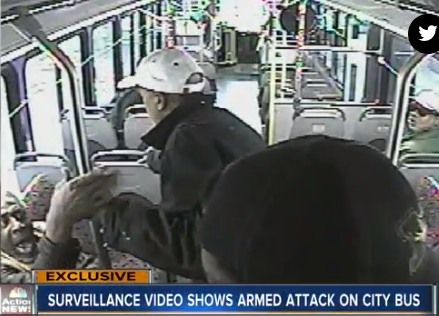 EXCLUSIVE
Action
NEWS
SURVEILLANCE VIDEO SHOWS ARMED ATTACK ON CITY BUS